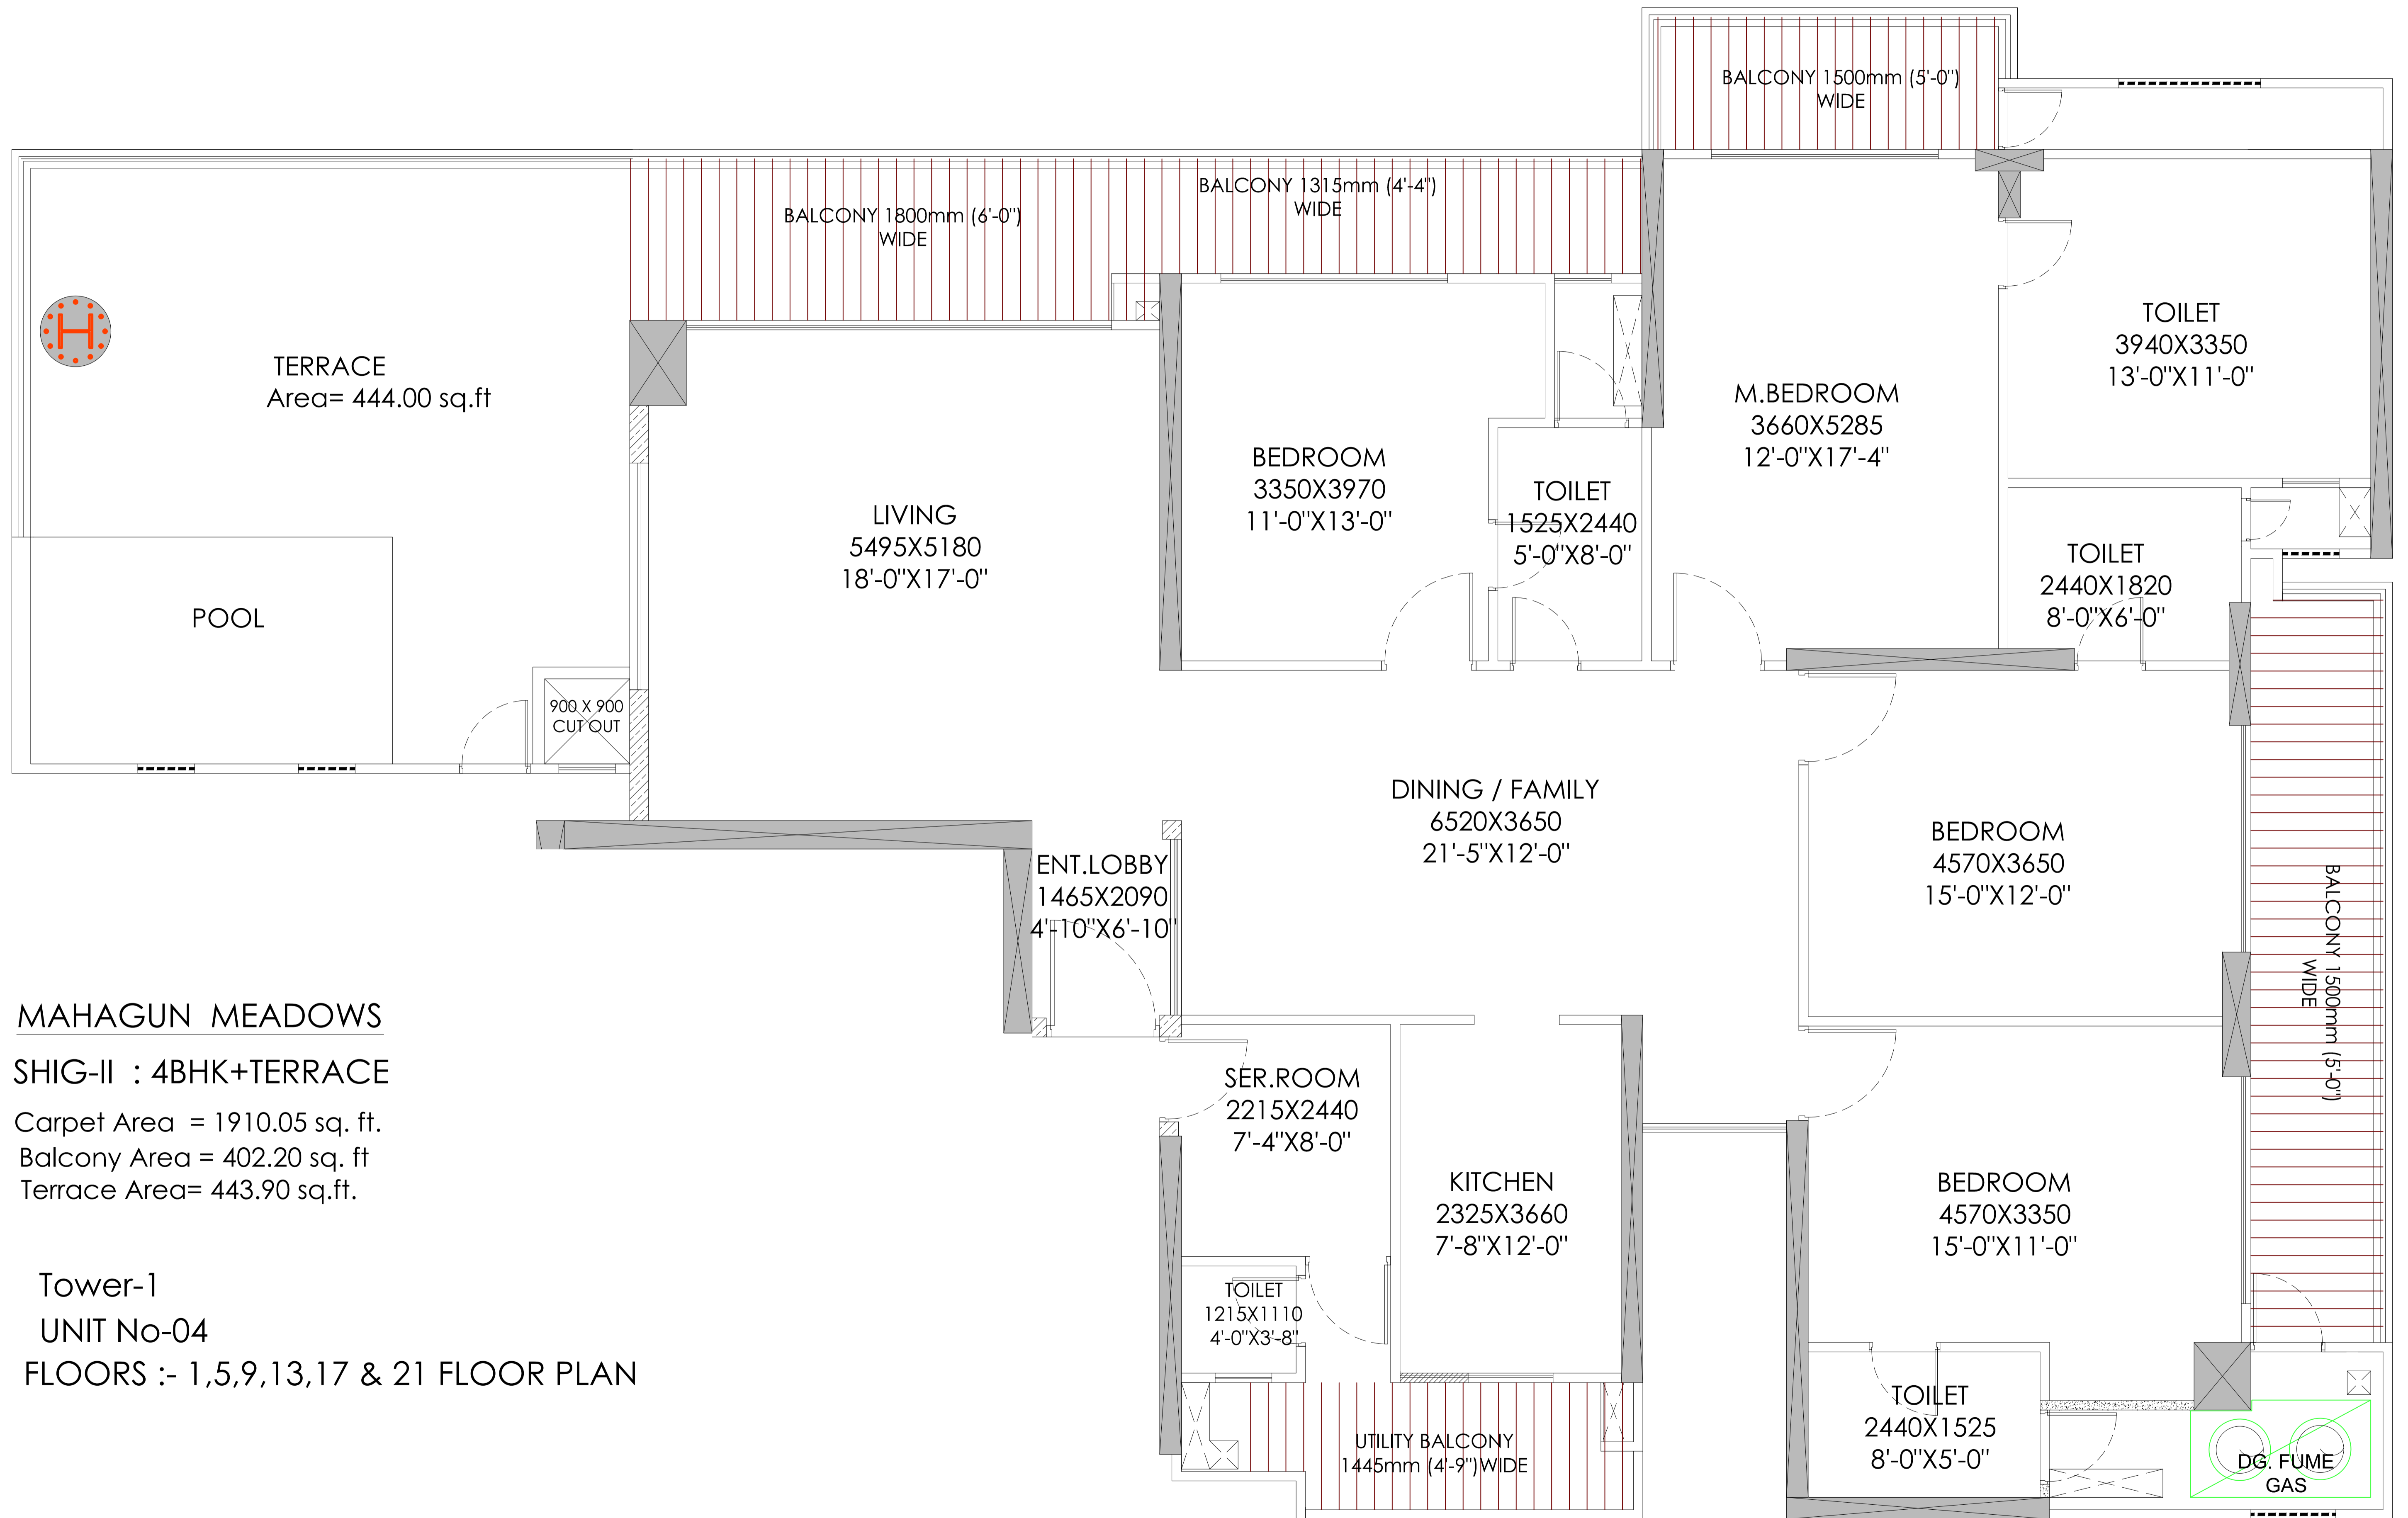 BALCONY 1500mm (5'-0")
WIDE
BALCONY 1800mm (6'-0")
WIDE
BALCONY 1315mm (4'-4")
WIDE
H
TERRACE
Area= 444.00 sq.ft
POOL
900 X 900
CUT OUT
LIVING
5495X5180
18'-0"X17'-0"
BEDROOM
3350X3970
11'-0"X13'-0"
TOILET
1525X2440
5'-0"X8'-0"
M.BEDROOM
3660X5285
12'-0"X17'-4"
TOILET
3940X3350
13'-0"X11'-0"
TOILET
2440X1820
8'-0"X6'-0"
DINING / FAMILY
6520X3650
21'-5"X12'-0"
ENT.LOBBY
1465X2090
4'-10"X6'-10"
BEDROOM
4570X3650
15'-0"X12'-0"
BALCONY 1500mm (5'-0")
WIDE
SER.ROOM
2215X2440
7'-4"X8'-0"
KITCHEN
2325X3660
7'-8"X12'-0"
BEDROOM
4570X3350
15'-0"X11'-0"
TOILET
1215X1110
4'-0"X3'-8"
UTILITY BALCONY
1445mm (4'-9")WIDE
TOILET
2440X1525
8'-0"X5'-0"
DG. FUME
GAS
MAHAGUN MEADOWS
SHIG-II : 4BHK+TERRACE
Carpet Area = 1910.05 sq. ft.
Balcony Area = 402.20 sq. ft
Terrace Area= 443.90 sq.ft.
Tower-1
UNIT No-04
FLOORS :- 1,5,9,13,17 & 21 FLOOR PLAN